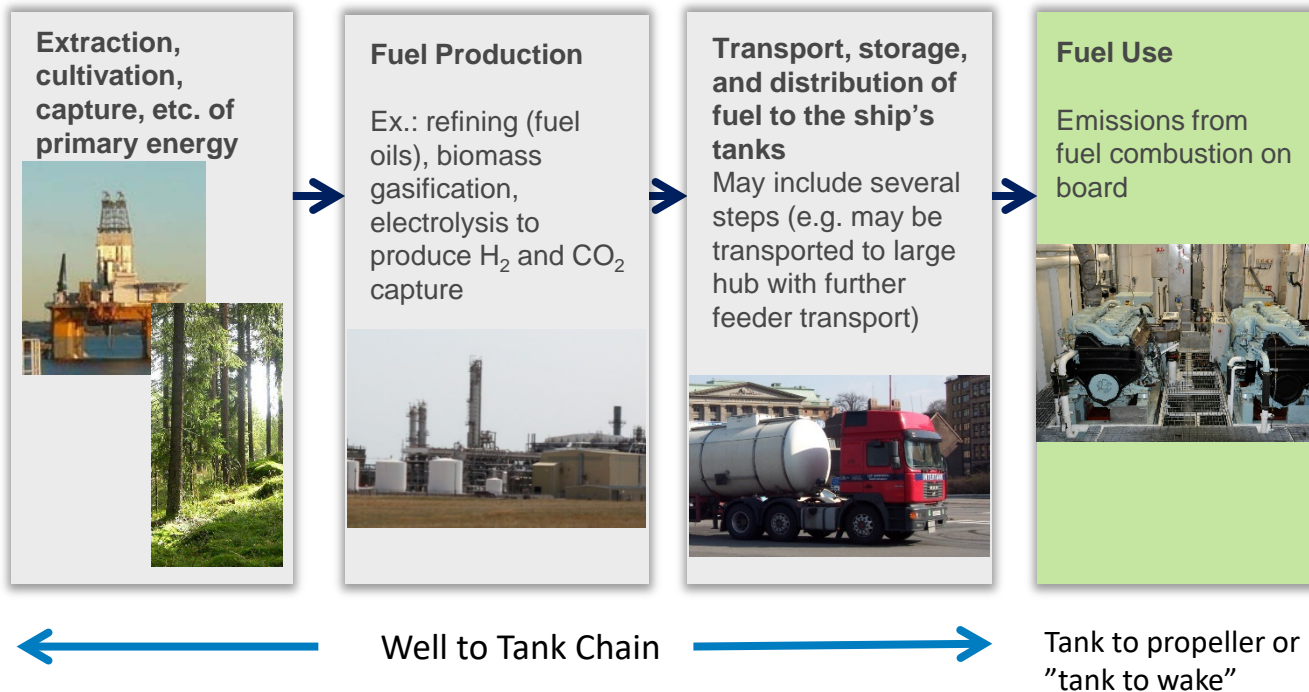 Extraction,
cultivation,
capture, etc. of
primary energy
Fuel Production
Ex.: refining (fuel
oils), biomass
gasification,
electrolysis to
produce H₂ and CO₂
capture
Transport, storage,
and distribution of
fuel to the ship's
tanks
May include several
steps (e.g. may be
transported to large
hub with further
feeder transport)
Fuel Use
Emissions from
fuel combustion on
board
Well to Tank Chain
Tank to propeller or
”tank to wake”